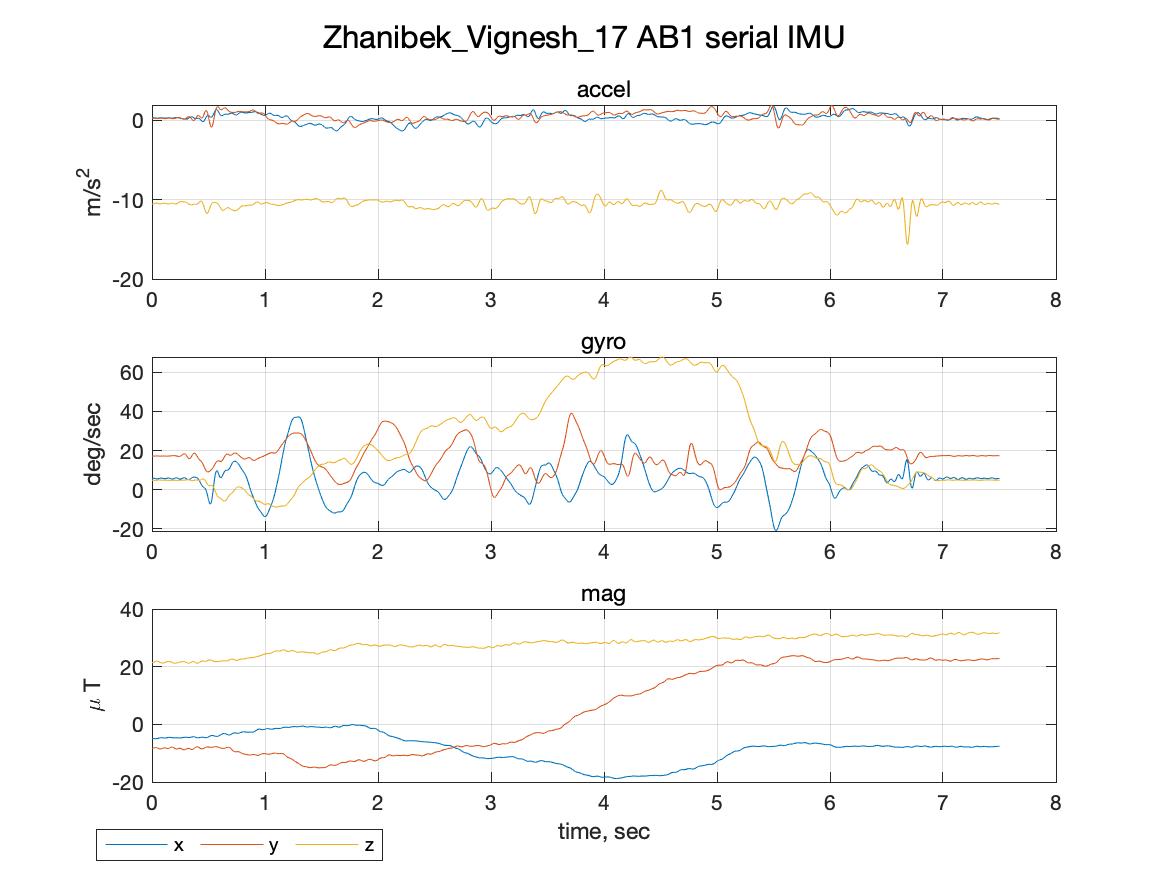 Zhanibek_Vignesh_17 AB1 serial IMU
accel
0
-10
-20
m/s²
0 1 2 3 4 5 6 7 8
gyro
60
40
20
0
-20
deg/sec
0 1 2 3 4 5 6 7 8
mag
40
20
0
-20
μ T
0 1 2 3 4 5 6 7 8
time, sec
x y z